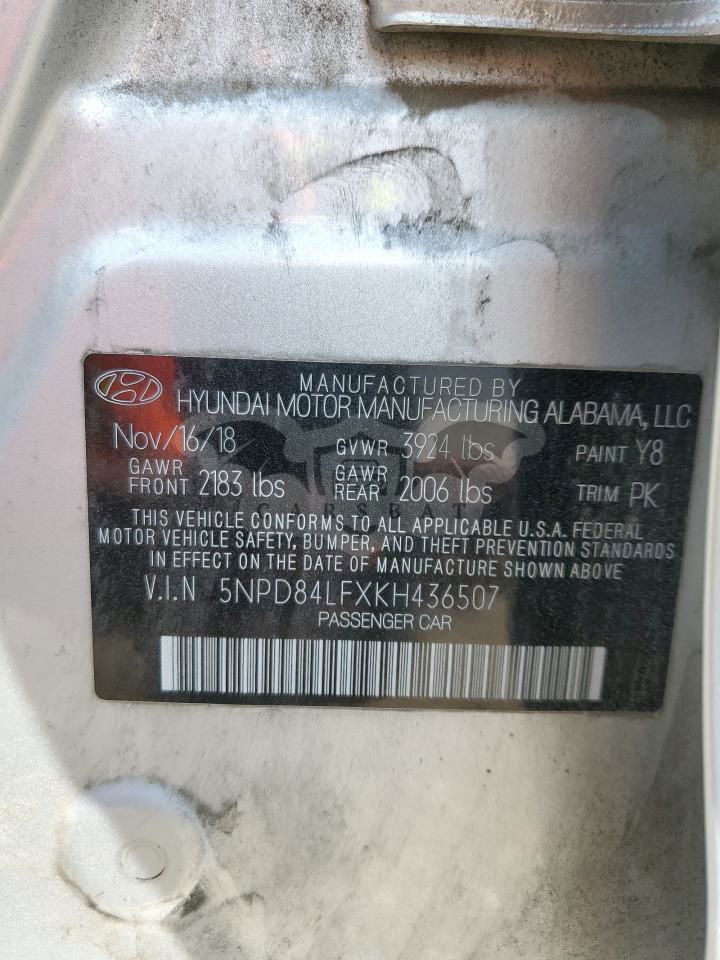 MANUFACTURED BY
HYUNDAI MOTOR MANUFACTURING ALABAMA, LLC
Nov/16/18 GVWR 3924 lbs PAINT Y8
GAWR FRONT 2183 lbs GAWR REAR 2006 lbs TRIM PK
THIS VEHICLE CONFORMS TO ALL APPLICABLE U.S.A. FEDERAL
MOTOR VEHICLE SAFETY, BUMPER, AND THEFT PREVENTION STANDARDS
IN EFFECT ON THE DATE OF MANUFACTURE SHOWN ABOVE.
V.I.N 5NPD84LFXKH436507
PASSENGER CAR
CARSBAT